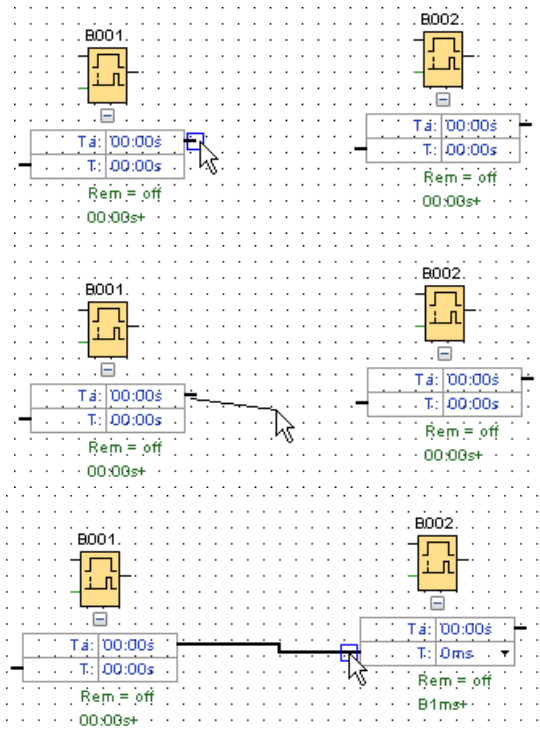 B001
B002
Ta: 00:00s
T: 00:00s
Rem = off
00:00s+
Ta: 00:00s
T: 00:00s
Rem = off
00:00s+
B001
B002
Ta: 00:00s
T: 00:00s
Rem = off
00:00s+
Ta: 00:00s
T: 00:00s
Rem = off
00:00s+
B001
B002
Ta: 00:00s
T: 00:00s
Rem = off
00:00s+
Ta: 00:00s
T: 0ms
Rem = off
B1ms+